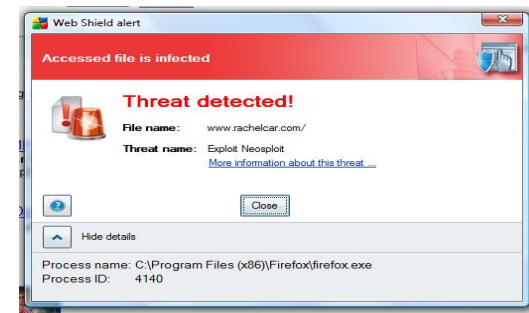 Web Shield alert
Accessed file is infected
Threat detected!
File name: www.rachelcar.com/
Threat name: Exploit Neosploit
More information about this threat ...
Close
Hide details
Process name: C:\Program Files (x86)\Firefox\firefox.exe
Process ID: 4140